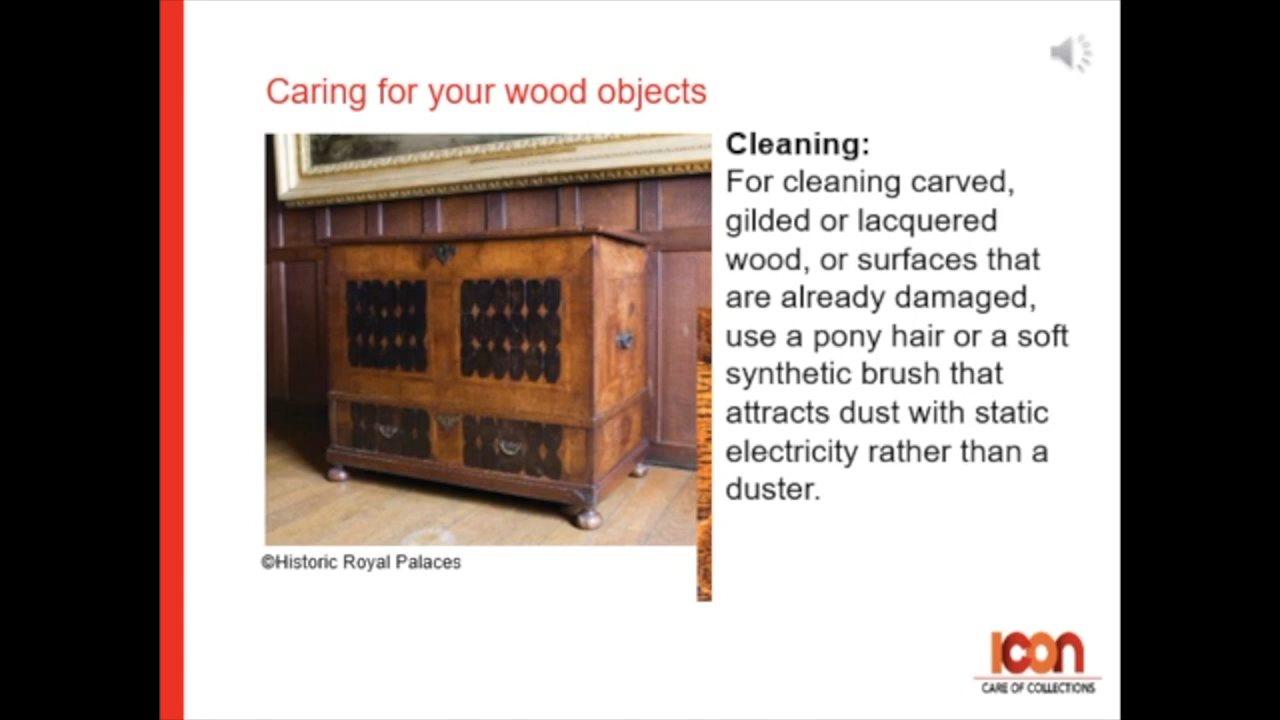 Caring for your wood objects
Cleaning:
For cleaning carved,
gilded or lacquered
wood, or surfaces that
are already damaged,
use a pony hair or a soft
synthetic brush that
attracts dust with static
electricity rather than a
duster.
©Historic Royal Palaces
Icon
CARE OF COLLECTIONS